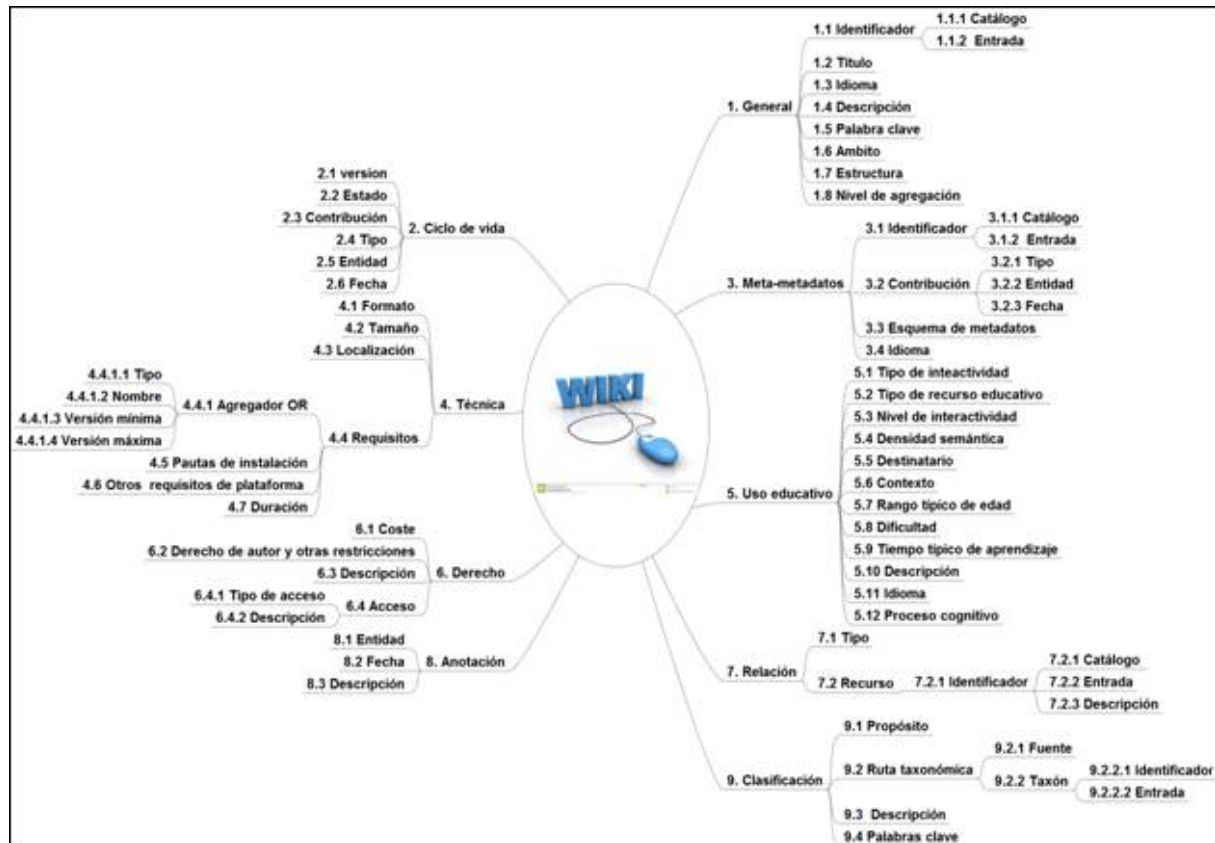 1. General
1.1 Identificador
1.1.1 Catálogo
1.1.2 Entrada
1.2 Título
1.3 Idioma
1.4 Descripción
1.5 Palabra clave
1.6 Ambito
1.7 Estructura
1.8 Nivel de agregación
2. Ciclo de vida
2.1 version
2.2 Estado
2.3 Contribución
2.4 Tipo
2.5 Entidad
2.6 Fecha
3. Meta-metadatos
3.1 Identificador
3.1.1 Catálogo
3.1.2 Entrada
3.2 Contribución
3.2.1 Tipo
3.2.2 Entidad
3.2.3 Fecha
3.3 Esquema de metadatos
3.4 Idioma
4. Técnica
4.1 Formato
4.2 Tamaño
4.3 Localización
4.4 Requisitos
4.4.1 Agregador OR
4.4.1.1 Tipo
4.4.1.2 Nombre
4.4.1.3 Versión mínima
4.4.1.4 Versión máxima
4.5 Pautas de instalación
4.6 Otros requisitos de plataforma
4.7 Duración
WIKI
5. Uso educativo
5.1 Tipo de inteactividad
5.2 Tipo de recurso educativo
5.3 Nivel de interactividad
5.4 Densidad semántica
5.5 Destinatario
5.6 Contexto
5.7 Rango típico de edad
5.8 Dificultad
5.9 Tiempo típico de aprendizaje
5.10 Descripción
5.11 Idioma
5.12 Proceso cognitivo
6. Derecho
6.1 Coste
6.2 Derecho de autor y otras restricciones
6.3 Descripción
6.4 Acceso
6.4.1 Tipo de acceso
6.4.2 Descripción
7. Relación
7.1 Tipo
7.2 Recurso
7.2.1 Identificador
7.2.1 Catálogo
7.2.2 Entrada
7.2.3 Descripción
8. Anotación
8.1 Entidad
8.2 Fecha
8.3 Descripción
9. Clasificación
9.1 Propósito
9.2 Ruta taxonómica
9.2.1 Fuente
9.2.2 Taxón
9.2.2.1 Identificador
9.2.2.2 Entrada
9.3 Descripción
9.4 Palabras clave